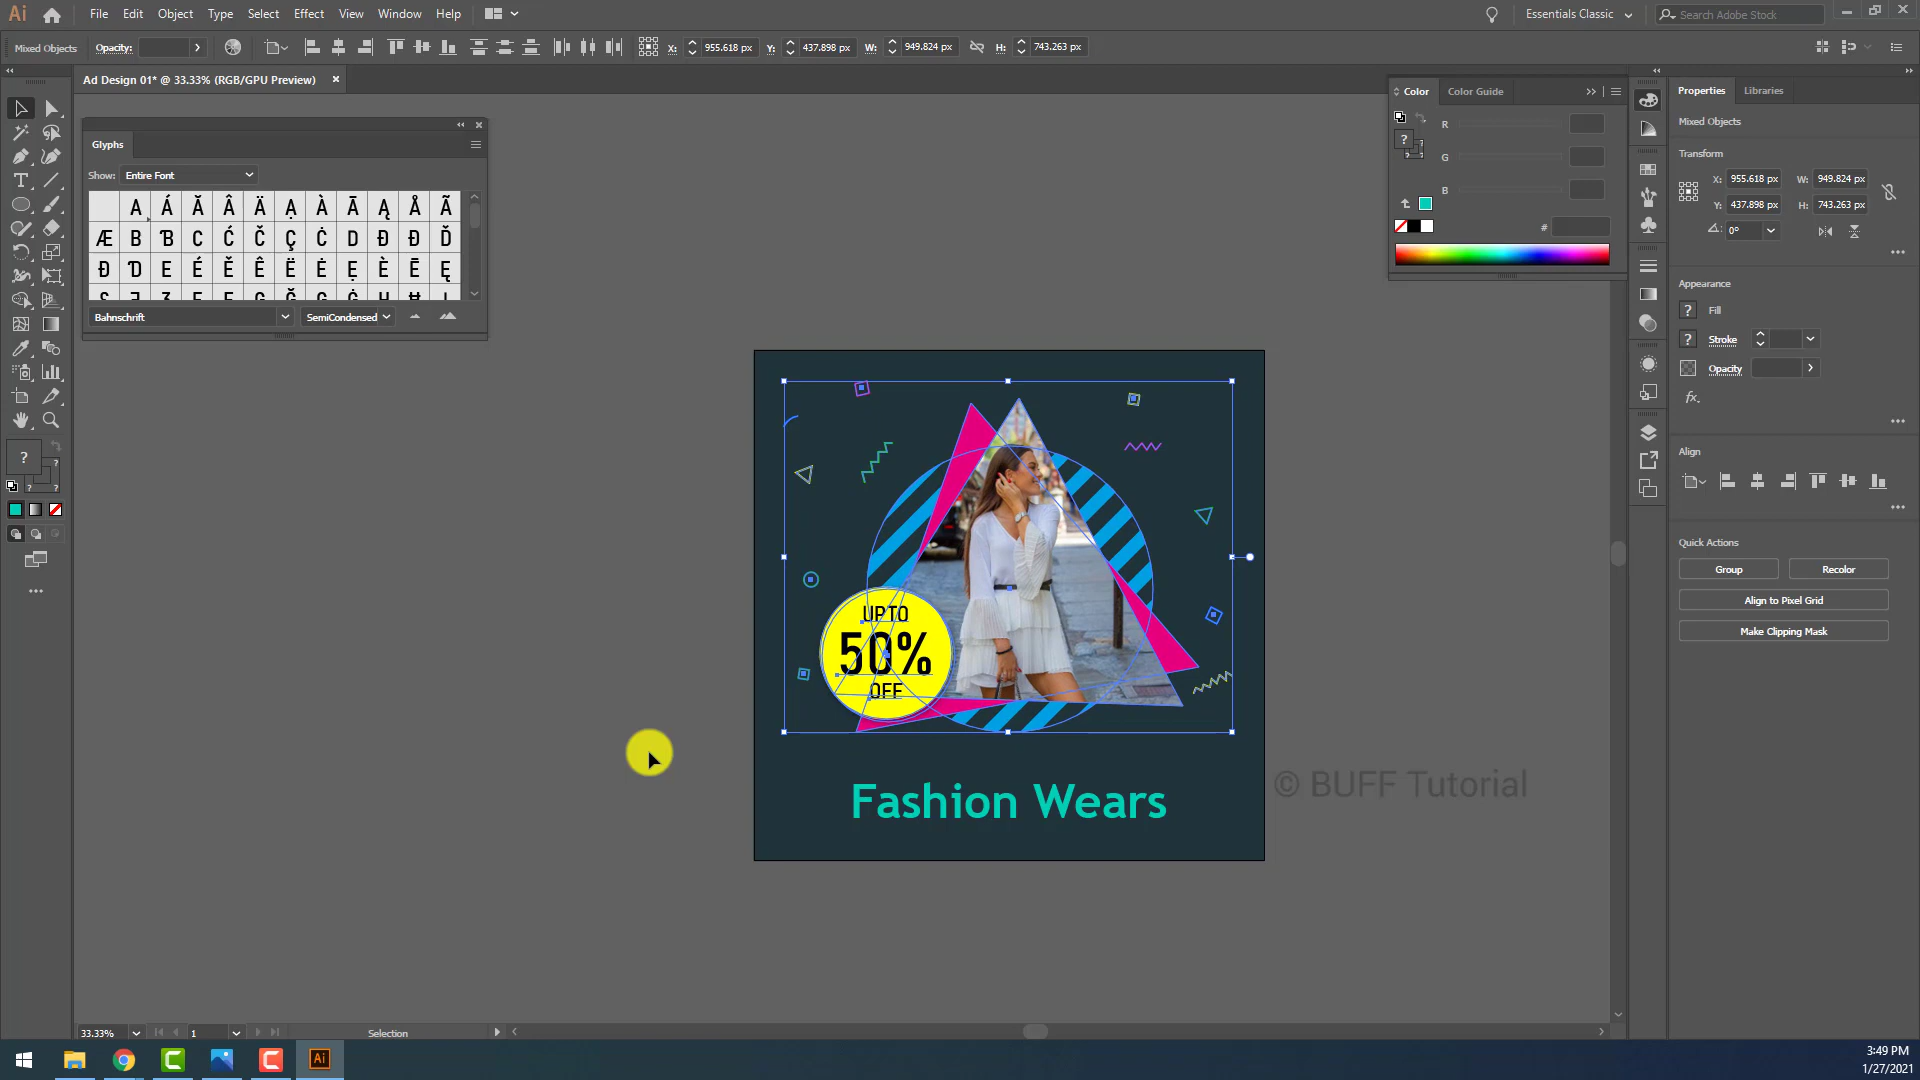 Ai File Edit Object Type Select Effect View Window Help Essentials Classic Search Adobe Stock
Mixed Objects Opacity: X: 955.618 px Y: 437.898 px W: 949.824 px H: 743.263 px
Ad Design 01* @ 33.33% (RGB/GPU Preview) ×
Glyphs
Show: Entire Font
A Á Ă Â Ä Ạ À Ā Ą Å Ã
Æ B Ɓ C Ć Č Ç Ċ D Ð Đ Ď
Bahnschrift SemiCondensed
Color Color Guide
R
G
B
#
Properties Libraries
Mixed Objects
Transform
X: 955.618 px W: 949.824 px
Y: 437.898 px H: 743.263 px
0°
Appearance
? Fill
? Stroke
Opacity
fx.
Align
Quick Actions
Group Recolor
Align to Pixel Grid
Make Clipping Mask
UPTO
50%
OFF
Fashion Wears
© BUFF Tutorial
33.33% 1 Selection
Ai
3:49 PM
1/27/2021